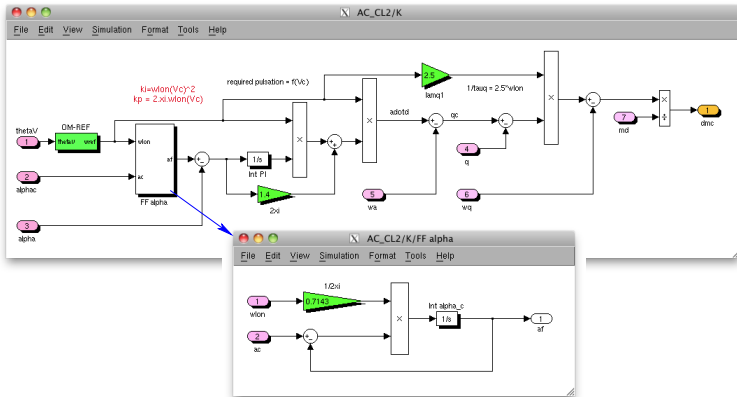 AC_CL2/K
File Edit View Simulation Format Tools Help
ki=wlon(Vc)^2
kp = 2.xi.wlon(Vc)
required pulsation = f(Vc)
2.5
lamq1
1/tauq = 2.5*wlon
thetaV
OM-REF
1
thetaV wref
wlon
af
ac
FF alpha
2
alphac
3
alpha
1/s
Int PI
1.4
2xi
adotd
qc
4
q
5
wa
6
wq
7
md
1
dmc
AC_CL2/K/FF alpha
File Edit View Simulation Format Tools Help
1/2xi
1
wlon
0.7143
2
ac
Int alpha_c
1/s
1
af